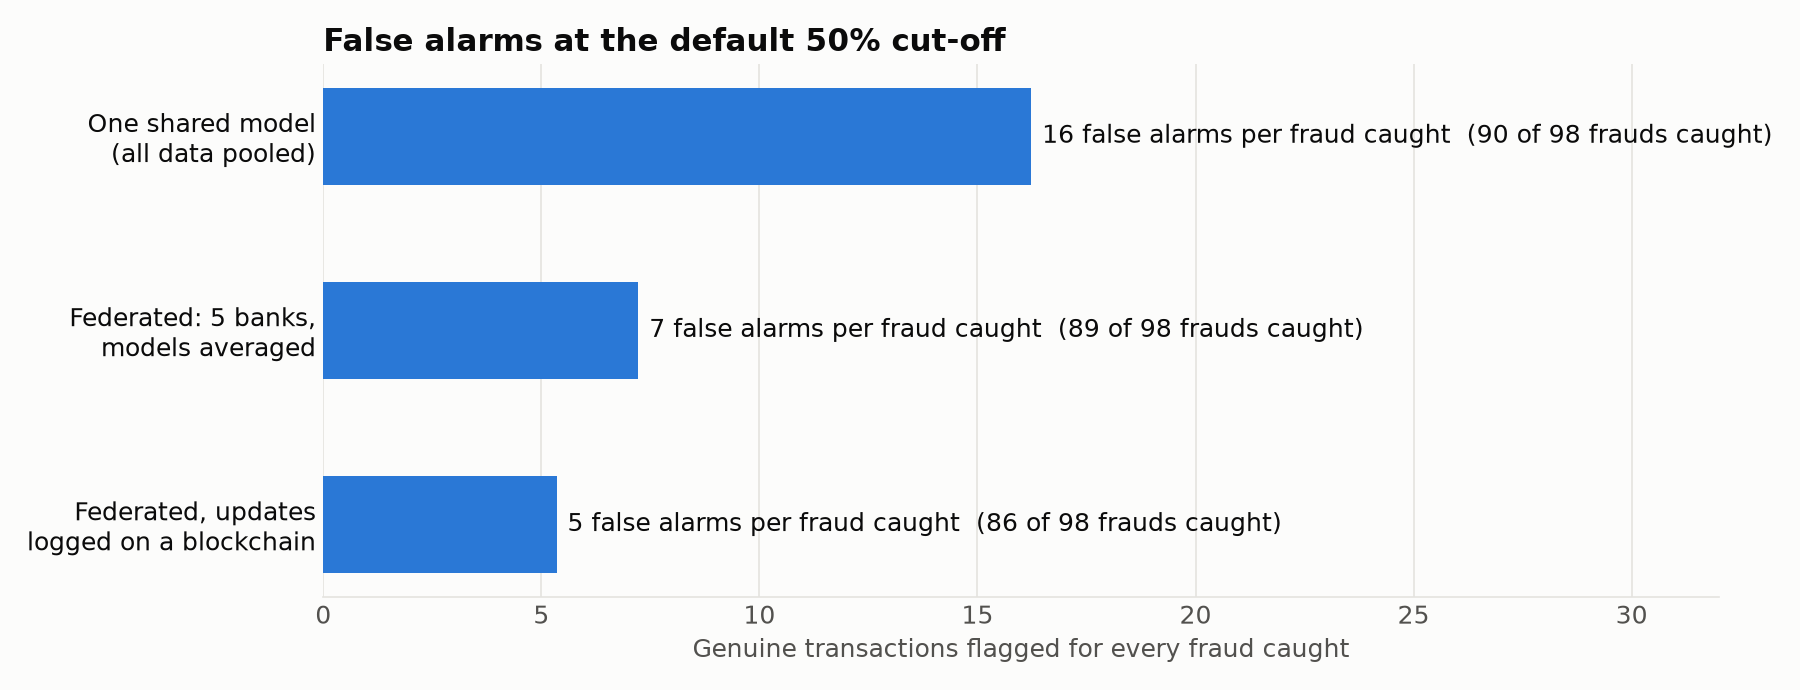 False alarms at the default 50% cut-off
One shared model
(all data pooled)
16 false alarms per fraud caught  (90 of 98 frauds caught)
Federated: 5 banks,
models averaged
7 false alarms per fraud caught  (89 of 98 frauds caught)
Federated, updates
logged on a blockchain
5 false alarms per fraud caught  (86 of 98 frauds caught)
0 5 10 15 20 25 30
Genuine transactions flagged for every fraud caught